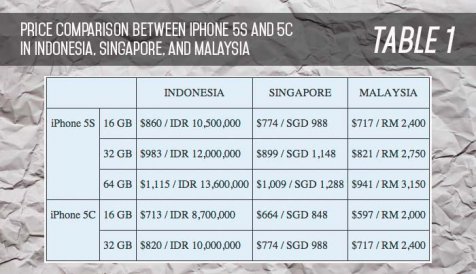 PRICE COMPARISON BETWEEN IPHONE 5S AND 5C
IN INDONESIA, SINGAPORE, AND MALAYSIA
TABLE 1
INDONESIA SINGAPORE MALAYSIA
iPhone 5S 16 GB $860 / IDR 10,500,000 $774 / SGD 988 $717 / RM 2,400
32 GB $983 / IDR 12,000,000 $899 / SGD 1,148 $821 / RM 2,750
64 GB $1,115 / IDR 13,600,000 $1,009 / SGD 1,288 $941 / RM 3,150
iPhone 5C 16 GB $713 / IDR 8,700,000 $664 / SGD 848 $597 / RM 2,000
32 GB $820 / IDR 10,000,000 $774 / SGD 988 $717 / RM 2,400